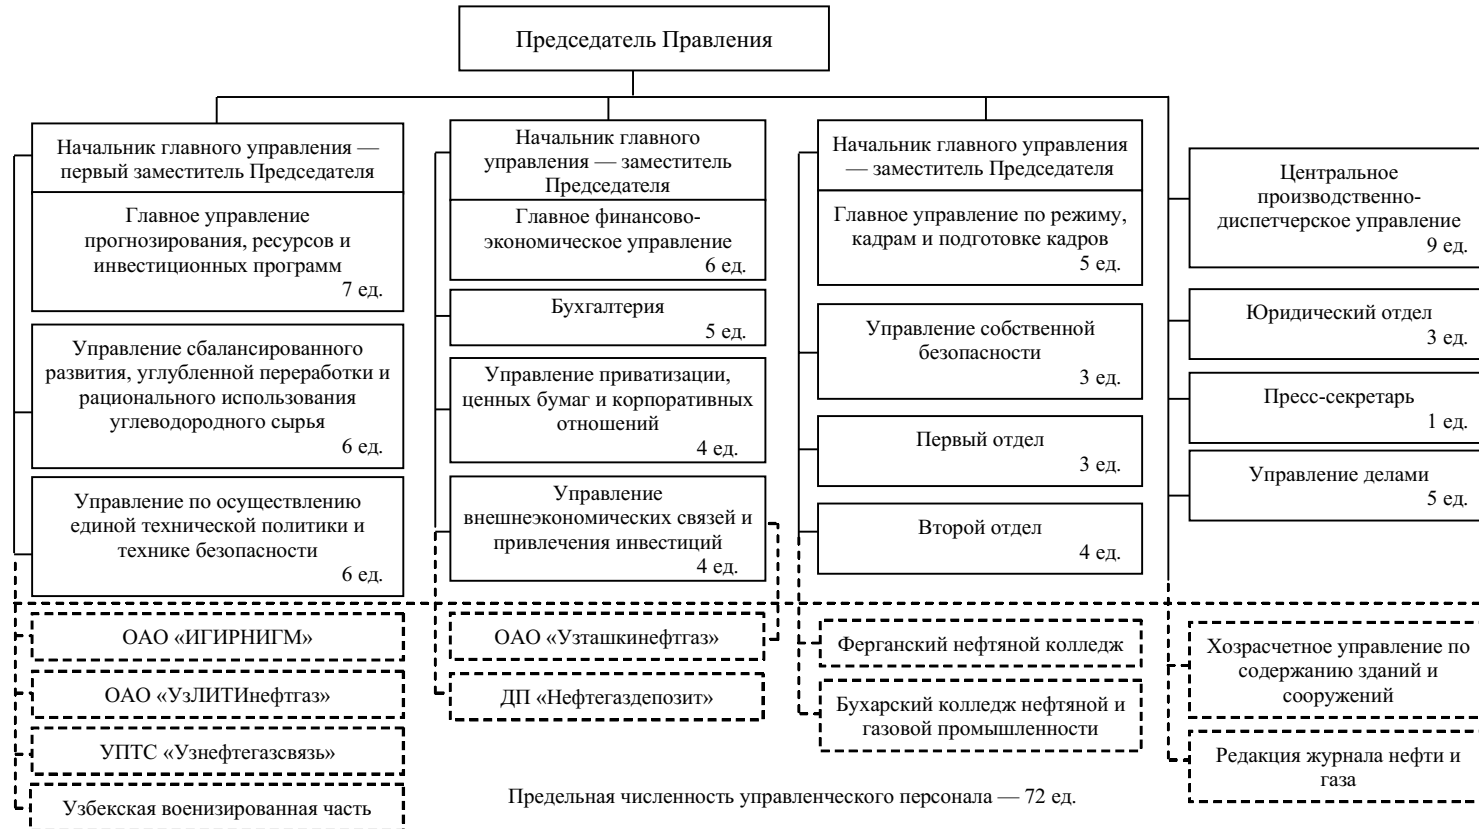 Председатель Правления
Начальник главного управления —
первый заместитель Председателя
Главное управление
прогнозирования, ресурсов и
инвестиционных программ
7 ед.
Управление сбалансированного
развития, углубленной переработки и
рационального использования
углеводородного сырья
6 ед.
Управление по осуществлению
единой технической политики и
технике безопасности
6 ед.
ОАО «ИГИРНИГМ»
ОАО «УзЛИТИнефтгаз»
УПТС «Узнефтегазсвязь»
Узбекская военизированная часть
Начальник главного
управления — заместитель
Председателя
Главное финансово-
экономическое управление
6 ед.
Бухгалтерия
5 ед.
Управление приватизации,
ценных бумаг и корпоративных
отношений
4 ед.
Управление
внешнеэкономических связей и
привлечения инвестиций
4 ед.
ОАО «Узташкинефтгаз»
ДП «Нефтегаздепозит»
Начальник главного управления
— заместитель Председателя
Главное управление по режиму,
кадрам и подготовке кадров
5 ед.
Управление собственной
безопасности
3 ед.
Первый отдел
3 ед.
Второй отдел
4 ед.
Ферганский нефтяной колледж
Бухарский колледж нефтяной и
газовой промышленности
Центральное
производственно-
диспетчерское управление
9 ед.
Юридический отдел
3 ед.
Пресс-секретарь
1 ед.
Управление делами
5 ед.
Хозрасчетное управление по
содержанию зданий и
сооружений
Редакция журнала нефти и
газа
Предельная численность управленческого персонала — 72 ед.